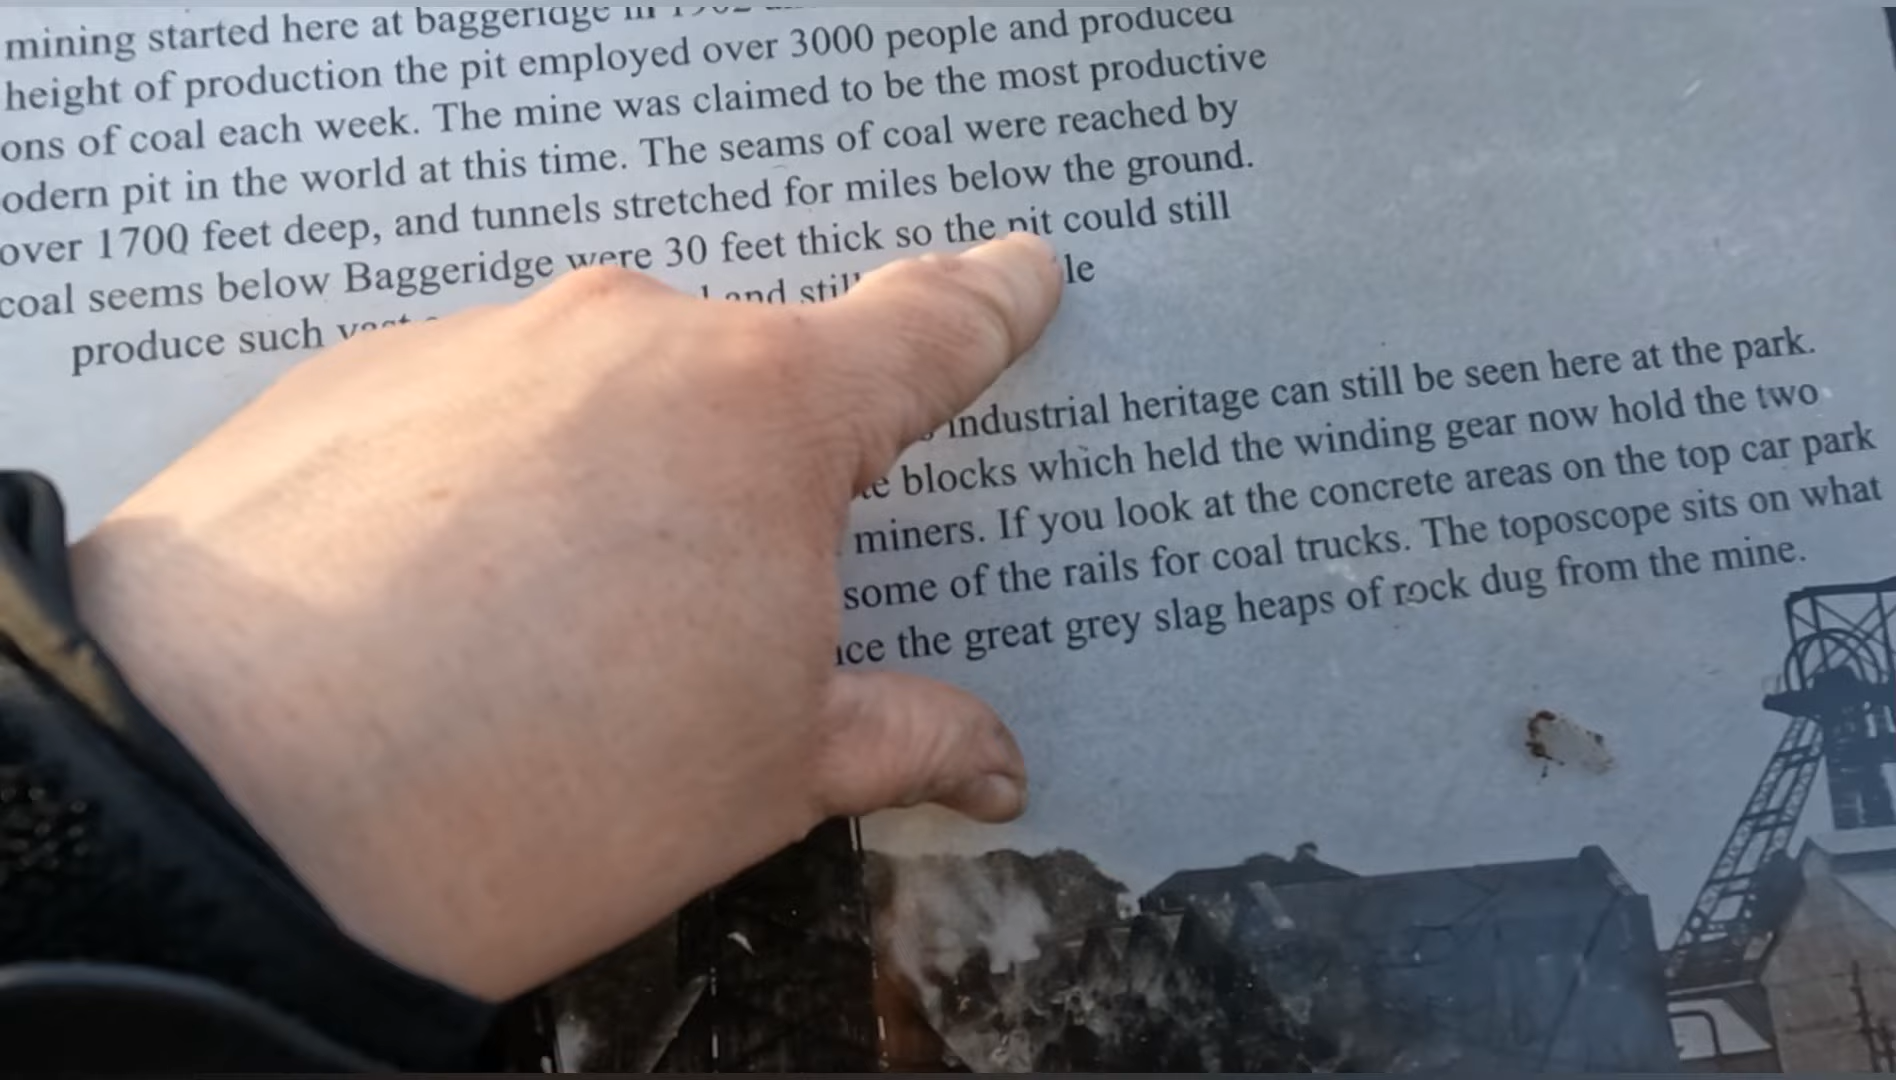 mining started here at baggeridge in
height of production the pit employed over 3000 people and produced
ons of coal each week. The mine was claimed to be the most productive
odern pit in the world at this time. The seams of coal were reached by
over 1700 feet deep, and tunnels stretched for miles below the ground.
coal seems below Baggeridge were 30 feet thick so the pit could still
produce such and still le
industrial heritage can still be seen here at the park.
blocks which held the winding gear now hold the two
miners. If you look at the concrete areas on the top car park
some of the rails for coal trucks. The toposcope sits on what
ce the great grey slag heaps of rock dug from the mine.